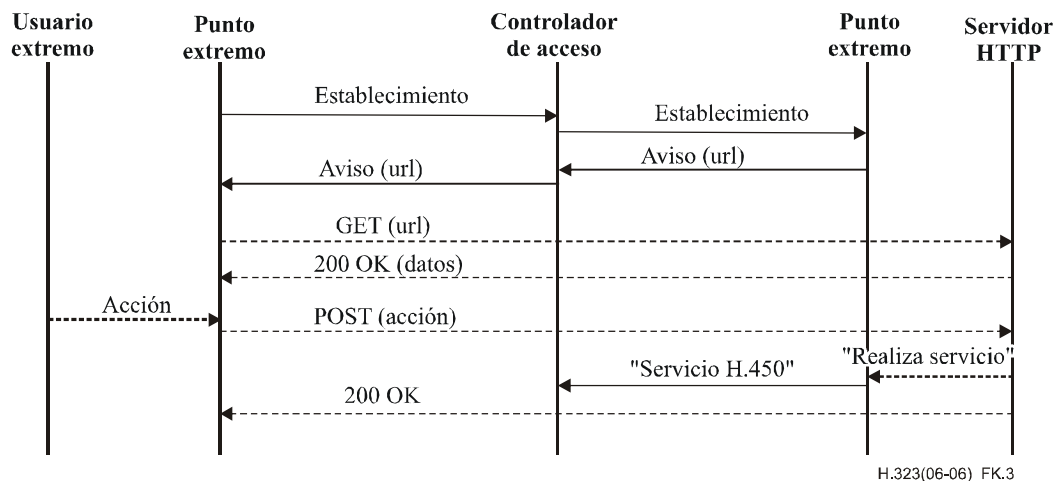 Usuario
extremo
Punto
extremo
Controlador
de acceso
Punto
extremo
Servidor
HTTP
Establecimiento
Establecimiento
Aviso (url)
Aviso (url)
GET (url)
200 OK (datos)
Acción
POST (acción)
"Realiza servicio"
"Servicio H.450"
200 OK
H.323(06-06) FK.3